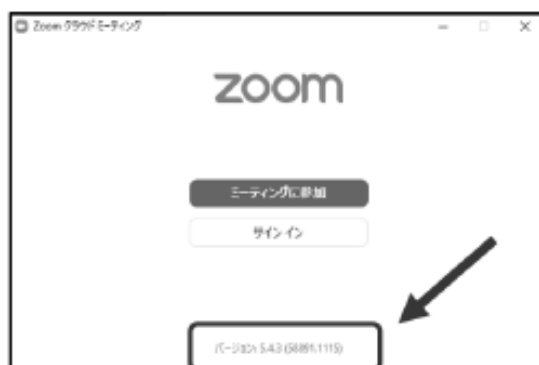 Zoom クラウド ミーティング
zoom
ミーティングに参加
サイン イン
バージョン: 5.4.3 (58891.1115)